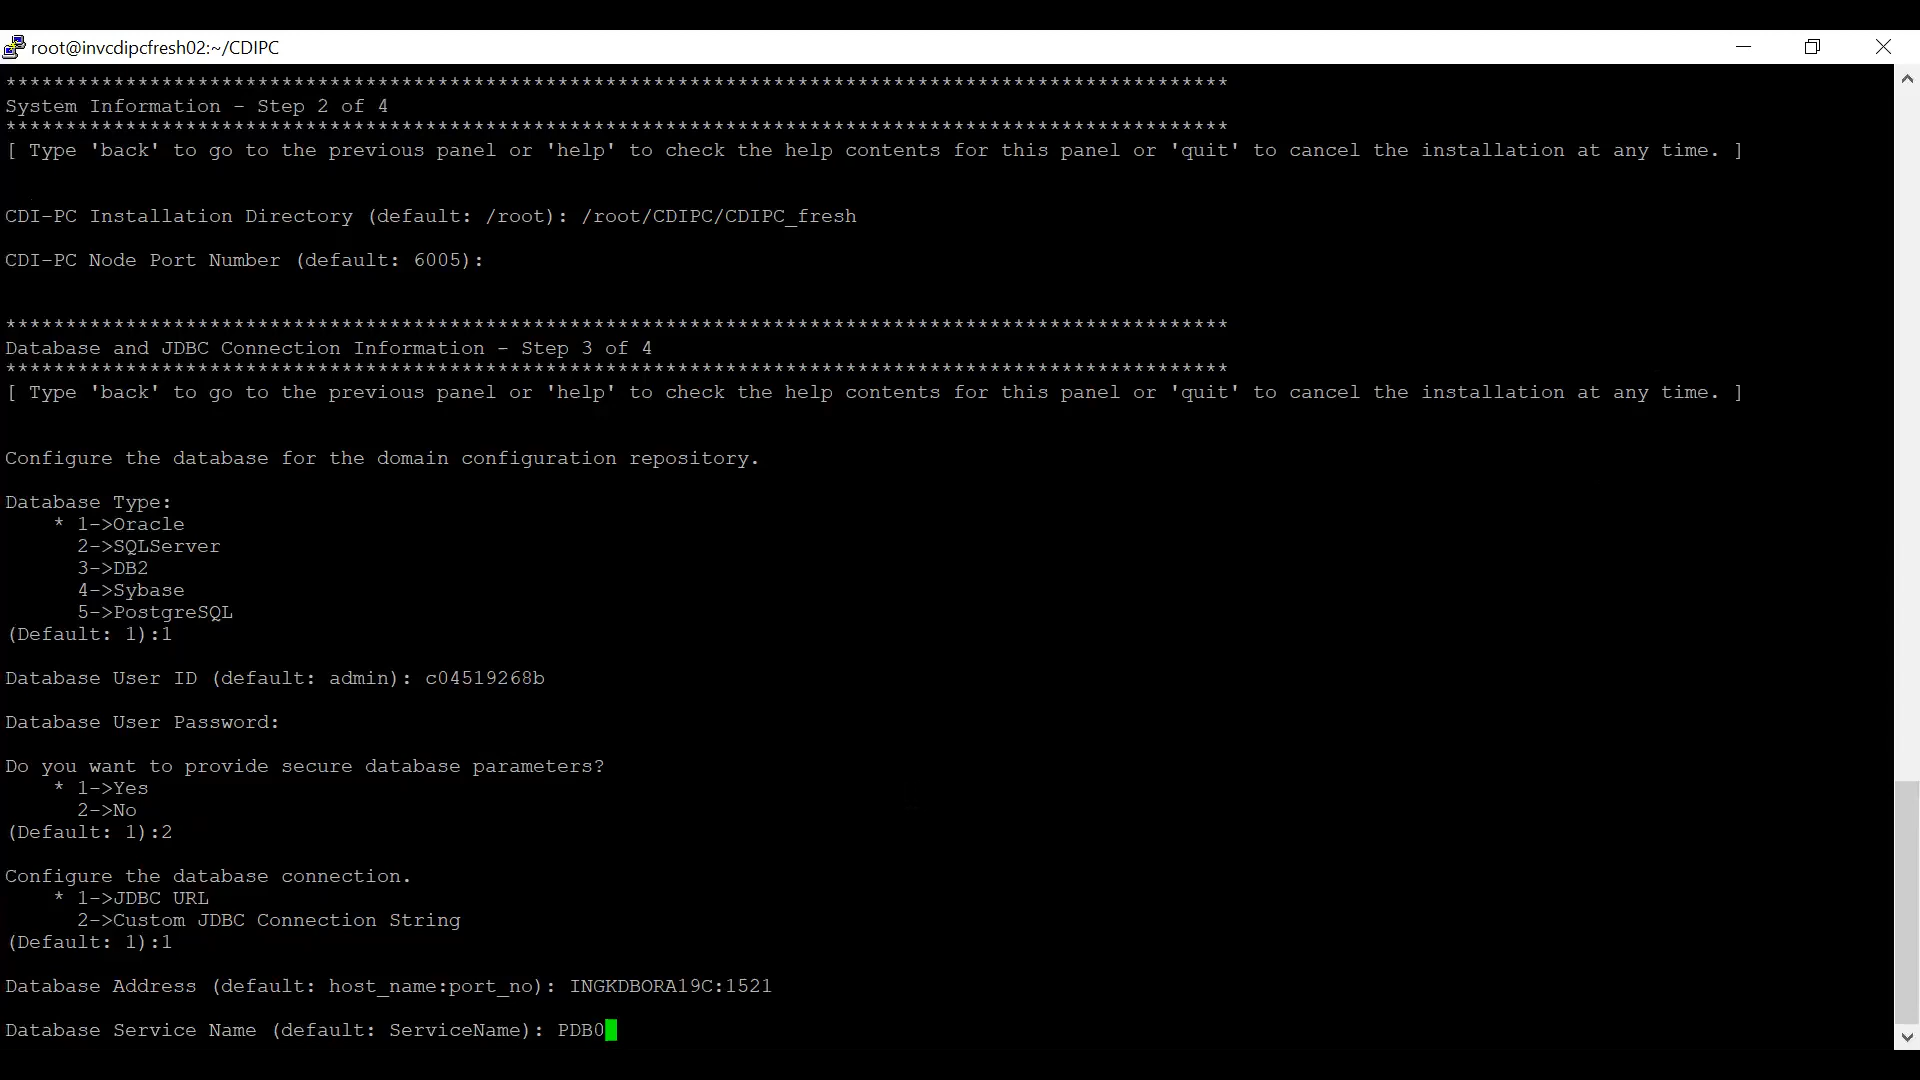 root@invcdipcfresh02:~/CDIPC
******************************************************************************************************
System Information - Step 2 of 4
******************************************************************************************************
[ Type 'back' to go to the previous panel or 'help' to check the help contents for this panel or 'quit' to cancel the installation at any time. ]
CDI-PC Installation Directory (default: /root): /root/CDIPC/CDIPC_fresh
CDI-PC Node Port Number (default: 6005):
******************************************************************************************************
Database and JDBC Connection Information - Step 3 of 4
******************************************************************************************************
[ Type 'back' to go to the previous panel or 'help' to check the help contents for this panel or 'quit' to cancel the installation at any time. ]
Configure the database for the domain configuration repository.
Database Type:
* 1->Oracle
2->SQLServer
3->DB2
4->Sybase
5->PostgreSQL
(Default: 1):1
Database User ID (default: admin): c04519268b
Database User Password:
Do you want to provide secure database parameters?
* 1->Yes
2->No
(Default: 1):2
Configure the database connection.
* 1->JDBC URL
2->Custom JDBC Connection String
(Default: 1):1
Database Address (default: host_name:port_no): INGKDBORA19C:1521
Database Service Name (default: ServiceName): PDB0